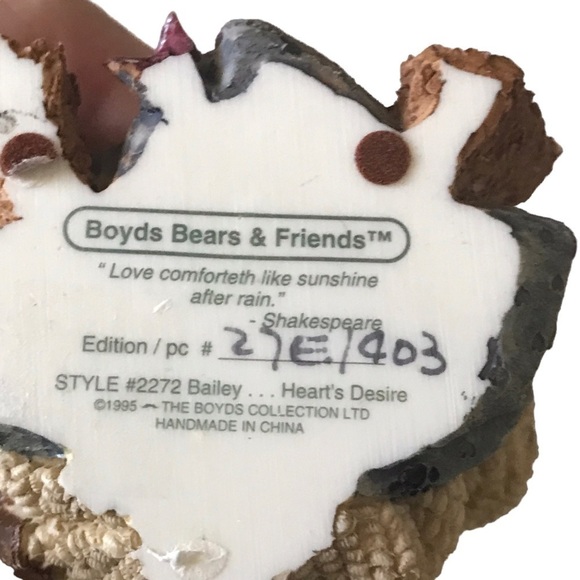 Boyds Bears & Friends™
“Love comforteth like sunshine
after rain.”
- Shakespeare
Edition / pc # 27E/403
STYLE #2272 Bailey . . . Heart's Desire
©1995 THE BOYDS COLLECTION LTD
HANDMADE IN CHINA